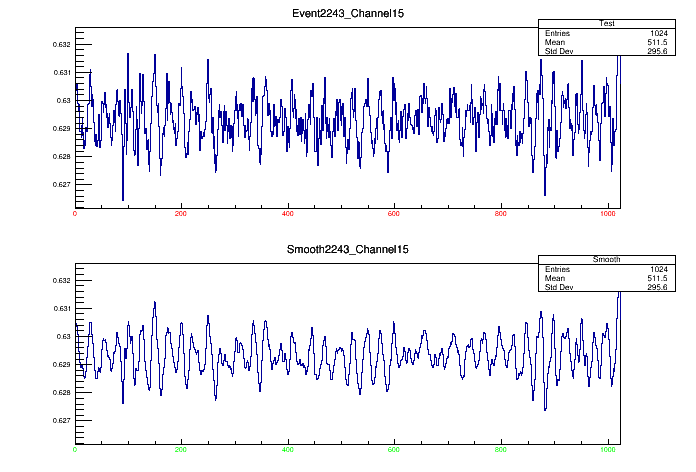 Event2243_Channel15
Test
Entries 1024
Mean 511.5
Std Dev 295.6
0.632
0.631
0.63
0.629
0.628
0.627
0 200 400 600 800 1000
Smooth2243_Channel15
Smooth
Entries 1024
Mean 511.5
Std Dev 295.6
0.632
0.631
0.63
0.629
0.628
0.627
0 200 400 600 800 1000